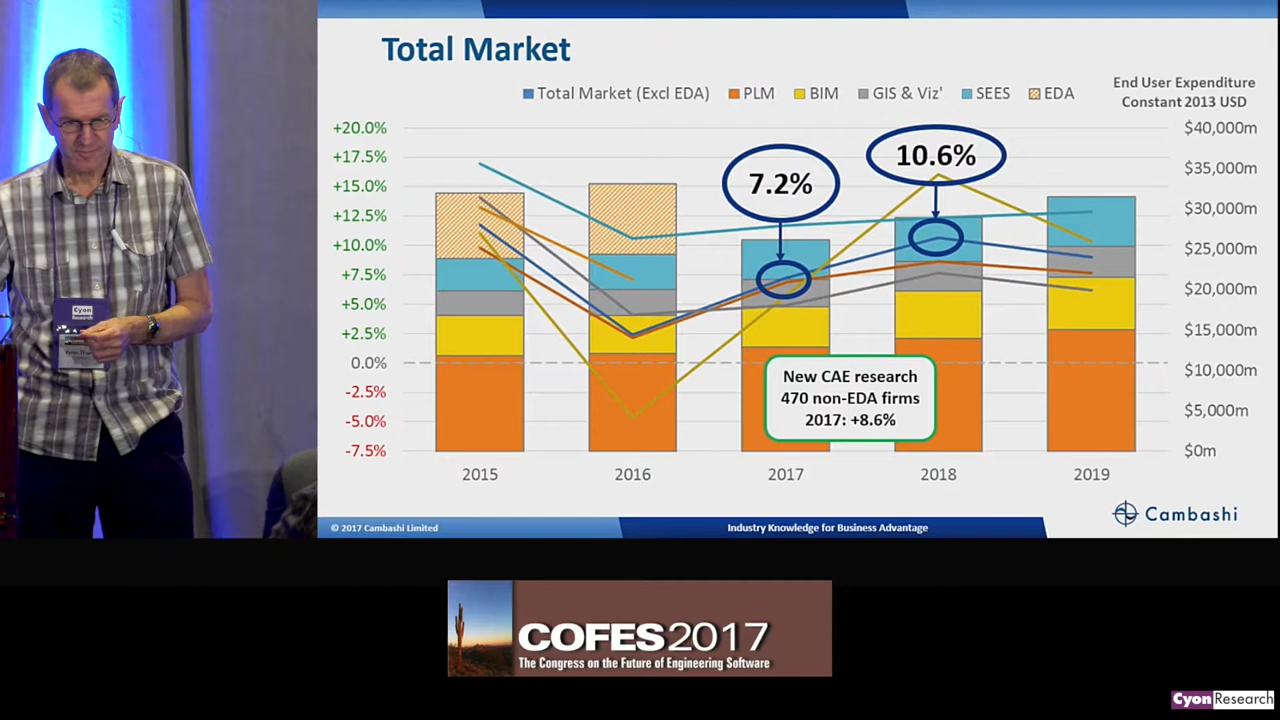 Total Market
Total Market (Excl EDA) PLM BIM GIS & Viz' SEES EDA
End User Expenditure
Constant 2013 USD
+20.0%
+17.5%
+15.0%
+12.5%
+10.0%
+7.5%
+5.0%
+2.5%
0.0%
-2.5%
-5.0%
-7.5%
7.2%
10.6%
New CAE research
470 non-EDA firms
2017: +8.6%
$40,000m
$35,000m
$30,000m
$25,000m
$20,000m
$15,000m
$10,000m
$5,000m
$0m
2015 2016 2017 2018 2019
Cambashi
© 2017 Cambashi Limited
Industry Knowledge for Business Advantage
Cyon
Research
COFES2017
The Congress on the Future of Engineering Software
CyonResearch